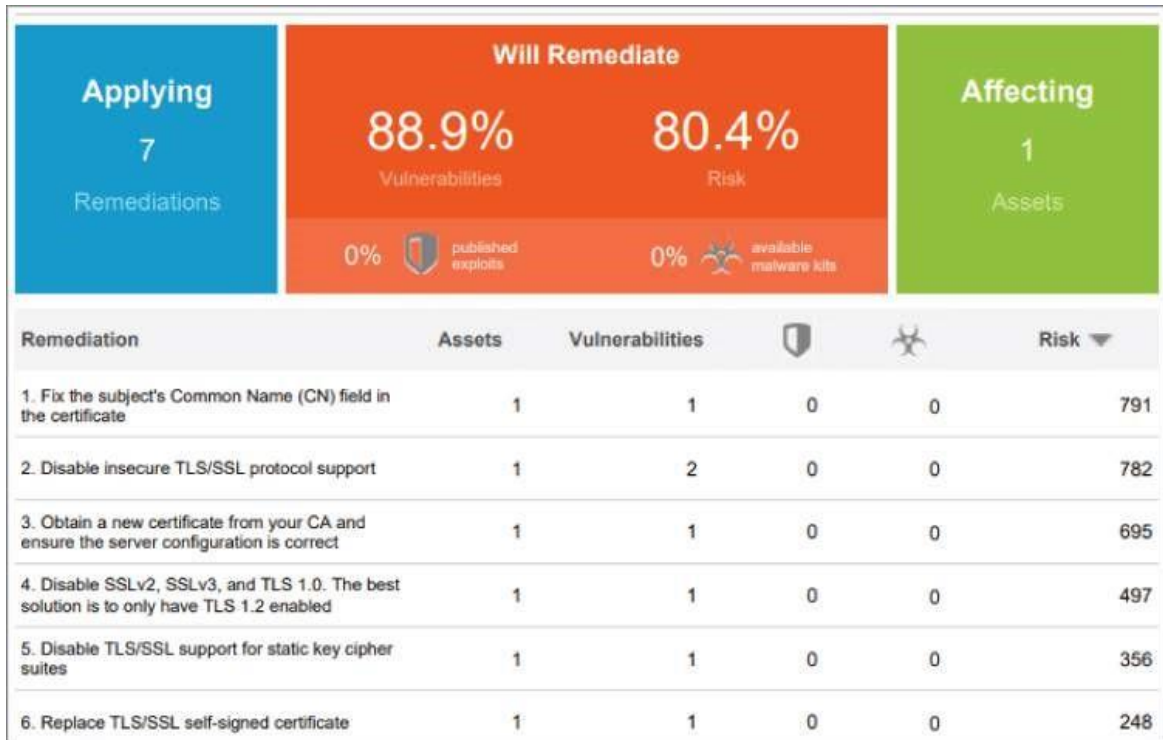 Applying
7
Remediations
Will Remediate
88.9%
Vulnerabilities
80.4%
Risk
0%
published
exploits
0%
available
malware kits
Affecting
1
Assets
Remediation Assets Vulnerabilities Risk
1. Fix the subject's Common Name (CN) field in
the certificate
1 1 0 0 791
2. Disable insecure TLS/SSL protocol support 1 2 0 0 782
3. Obtain a new certificate from your CA and
ensure the server configuration is correct
1 1 0 0 695
4. Disable SSLv2, SSLv3, and TLS 1.0. The best
solution is to only have TLS 1.2 enabled
1 1 0 0 497
5. Disable TLS/SSL support for static key cipher
suites
1 1 0 0 356
6. Replace TLS/SSL self-signed certificate 1 1 0 0 248